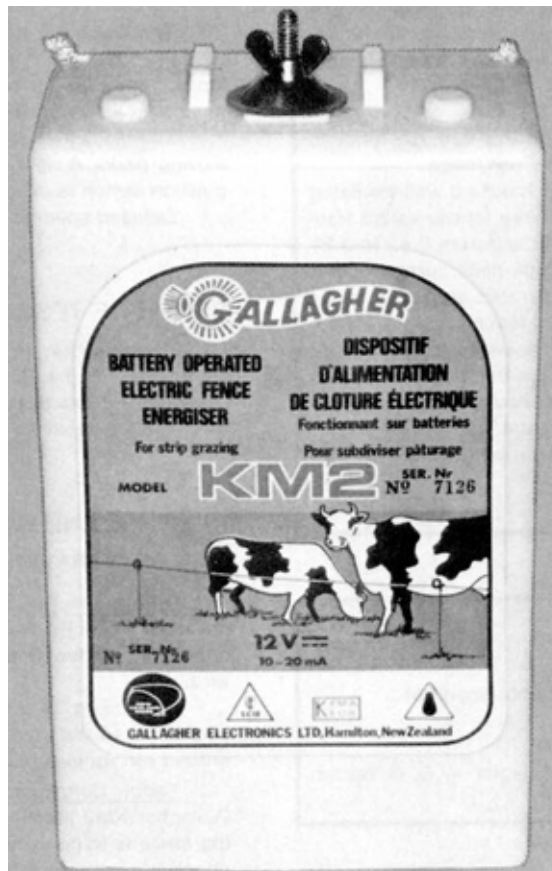 GALLAGHER
BATTERY OPERATED
ELECTRIC FENCE
ENERGISER
For strip grazing
DISPOSITIF
D'ALIMENTATION
DE CLOTURE ÉLECTRIQUE
Fonctionnant sur batteries
Pour subdiviser pâturage
MODEL KM2
SER. Nr
Nº 7126
SER. Nr
Nº 7126
12 V
10-20 mA
GALLAGHER ELECTRONICS LTD, Hamilton, New Zealand